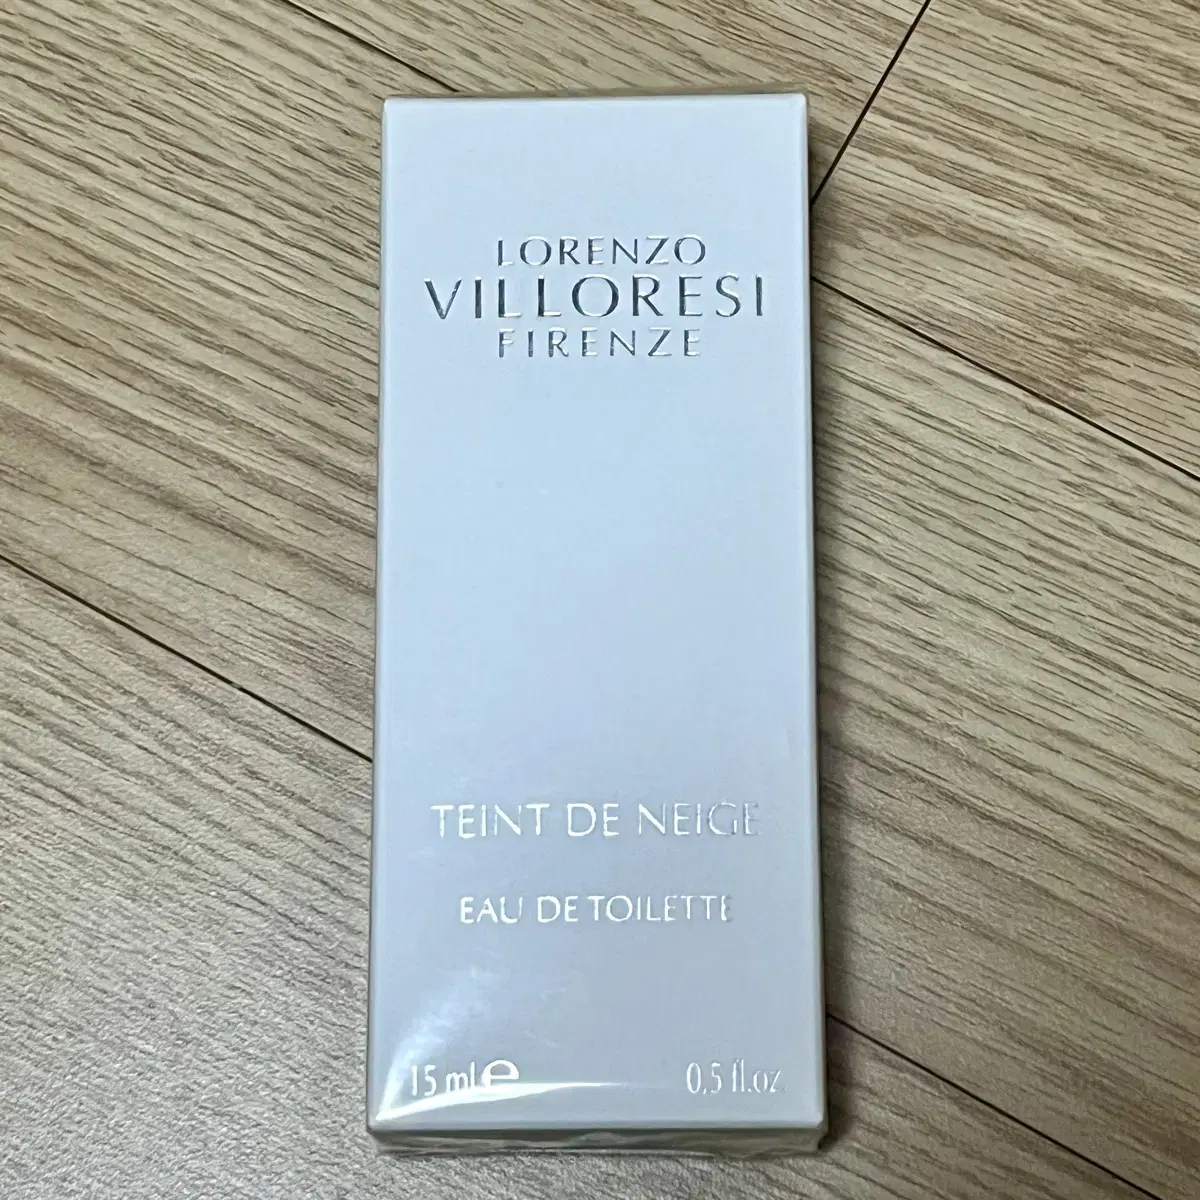 LORENZO
VILLORESI
FIRENZE
TEINT DE NEIGE
EAU DE TOILETTE
15 ml ℮ 0,5 fl.oz.